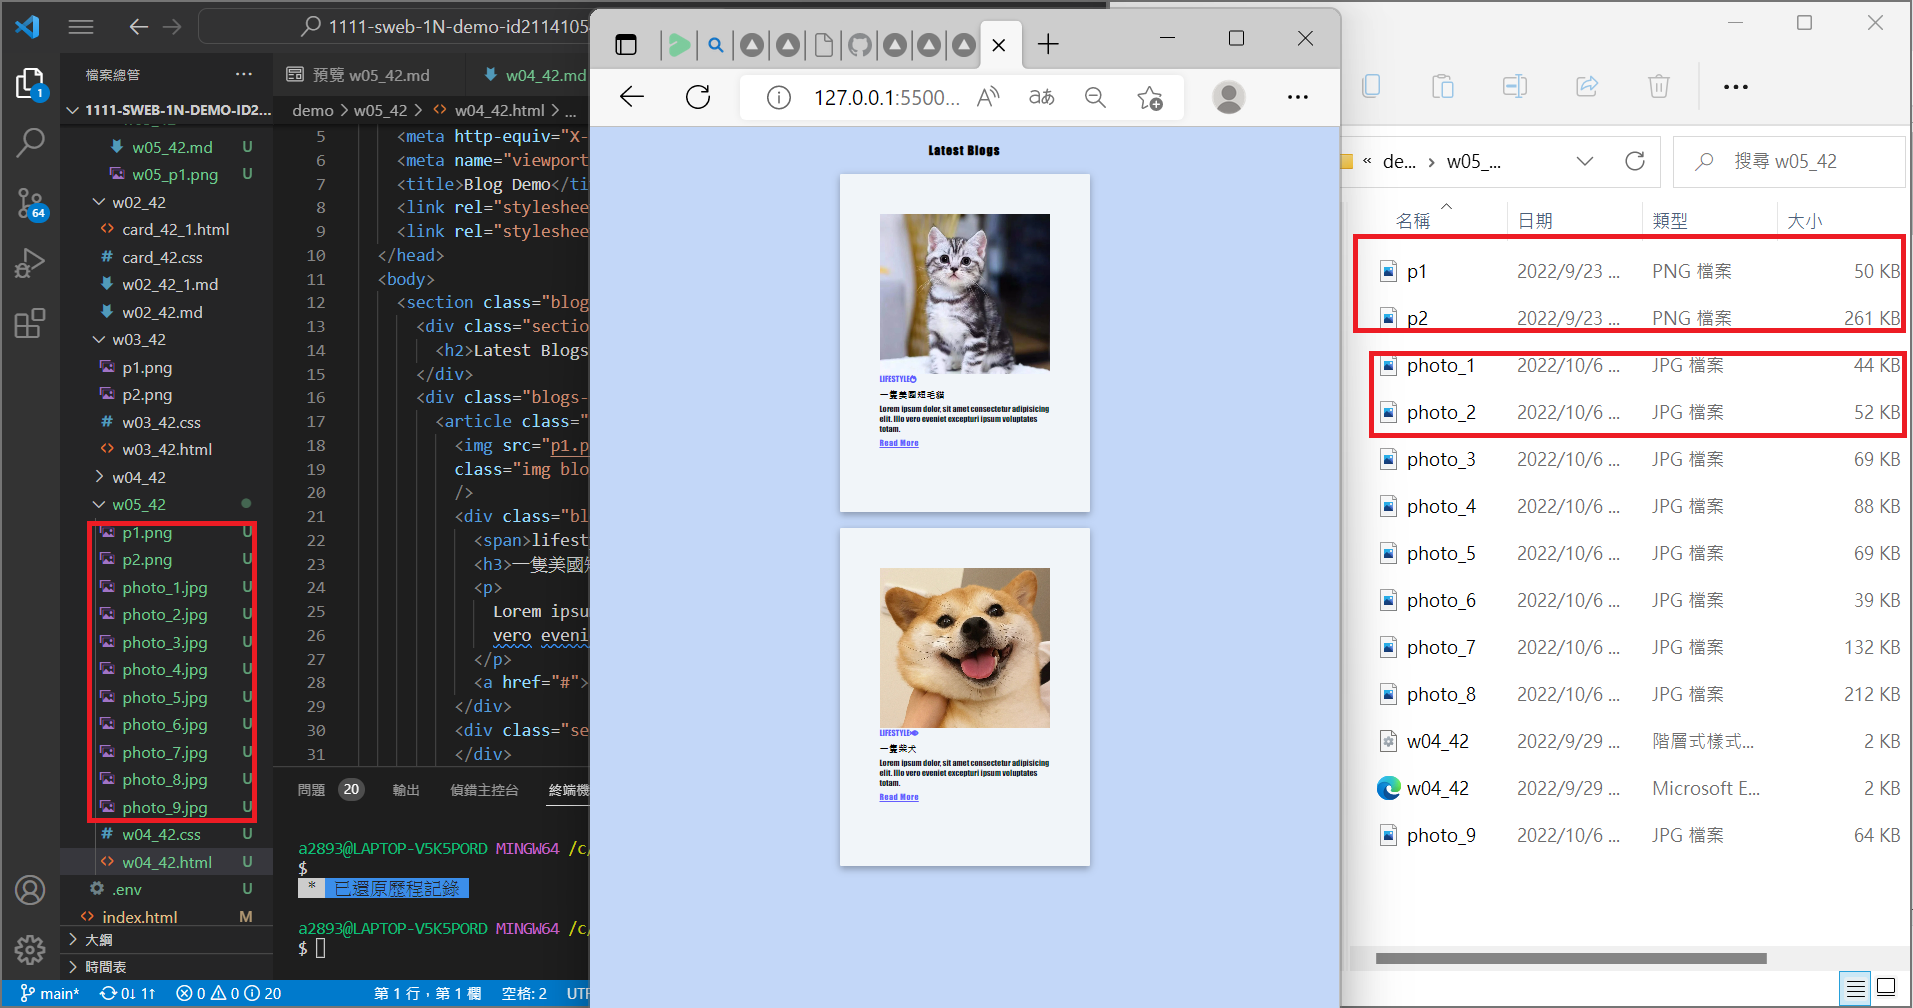 1111-sweb-1N-demo-id2114105
檔案總管
1111-SWEB-1N-DEMO-ID2...
w05_42.md U
w05_p1.png U
w02_42
card_42_1.html
card_42.css
w02_42_1.md
w02_42.md
w03_42
p1.png
p2.png
w03_42.css
w03_42.html
w04_42
w05_42
p1.png U
p2.png U
photo_1.jpg U
photo_2.jpg U
photo_3.jpg U
photo_4.jpg U
photo_5.jpg U
photo_6.jpg U
photo_7.jpg U
photo_8.jpg U
photo_9.jpg U
w04_42.css U
w04_42.html U
.env U
index.html M
大綱
時間表
1
64
預覽 w05_42.md
w04_42.md
demo > w05_42 > w04_42.html > ...
5 <meta http-equiv="X-
6 <meta name="viewport
7 <title>Blog Demo</ti
8 <link rel="styleshee
9 <link rel="styleshee
10 </head>
11 <body>
12 <section class="blog
13 <div class="sectio
14 <h2>Latest Blogs
15 </div>
16 <div class="blogs-
17 <article class="
18 <img src="p1.p
19 class="img blo
20 />
21 <div class="bl
22 <span>lifest
23 <h3>一隻美國
24 <p>
25 Lorem ipsu
26 vero eveni
27 </p>
28 <a href="#">
29 </div>
30 <div class="se
31 </div>
問題 20 輸出 偵錯主控台 終端機
a2893@LAPTOP-V5K5PORD MINGW64 /c/
$
* 已還原歷程記錄
a2893@LAPTOP-V5K5PORD MINGW64 /c/
$
main* 0↓ 1↑ 0 0 20 第 1 行，第 1 欄 空格: 2 UTF
127.0.0.1:5500...
Latest Blogs
LIFESTYLE
一隻美國短毛貓
Lorem ipsum dolor, sit amet consectetur adipisicing
elit. Illo vero eveniet excepturi ipsum voluptates
totam.
Read More
LIFESTYLE
一隻柴犬
Lorem ipsum dolor, sit amet consectetur adipisicing
elit. Illo vero eveniet excepturi ipsum voluptates
totam.
Read More
« de... > w05_...
搜尋 w05_42
名稱 日期 類型 大小
p1 2022/9/23 ... PNG 檔案 50 KB
p2 2022/9/23 ... PNG 檔案 261 KB
photo_1 2022/10/6 ... JPG 檔案 44 KB
photo_2 2022/10/6 ... JPG 檔案 52 KB
photo_3 2022/10/6 ... JPG 檔案 69 KB
photo_4 2022/10/6 ... JPG 檔案 88 KB
photo_5 2022/10/6 ... JPG 檔案 69 KB
photo_6 2022/10/6 ... JPG 檔案 39 KB
photo_7 2022/10/6 ... JPG 檔案 132 KB
photo_8 2022/10/6 ... JPG 檔案 212 KB
w04_42 2022/9/29 ... 階層式樣式... 2 KB
w04_42 2022/9/29 ... Microsoft E... 2 KB
photo_9 2022/10/6 ... JPG 檔案 64 KB